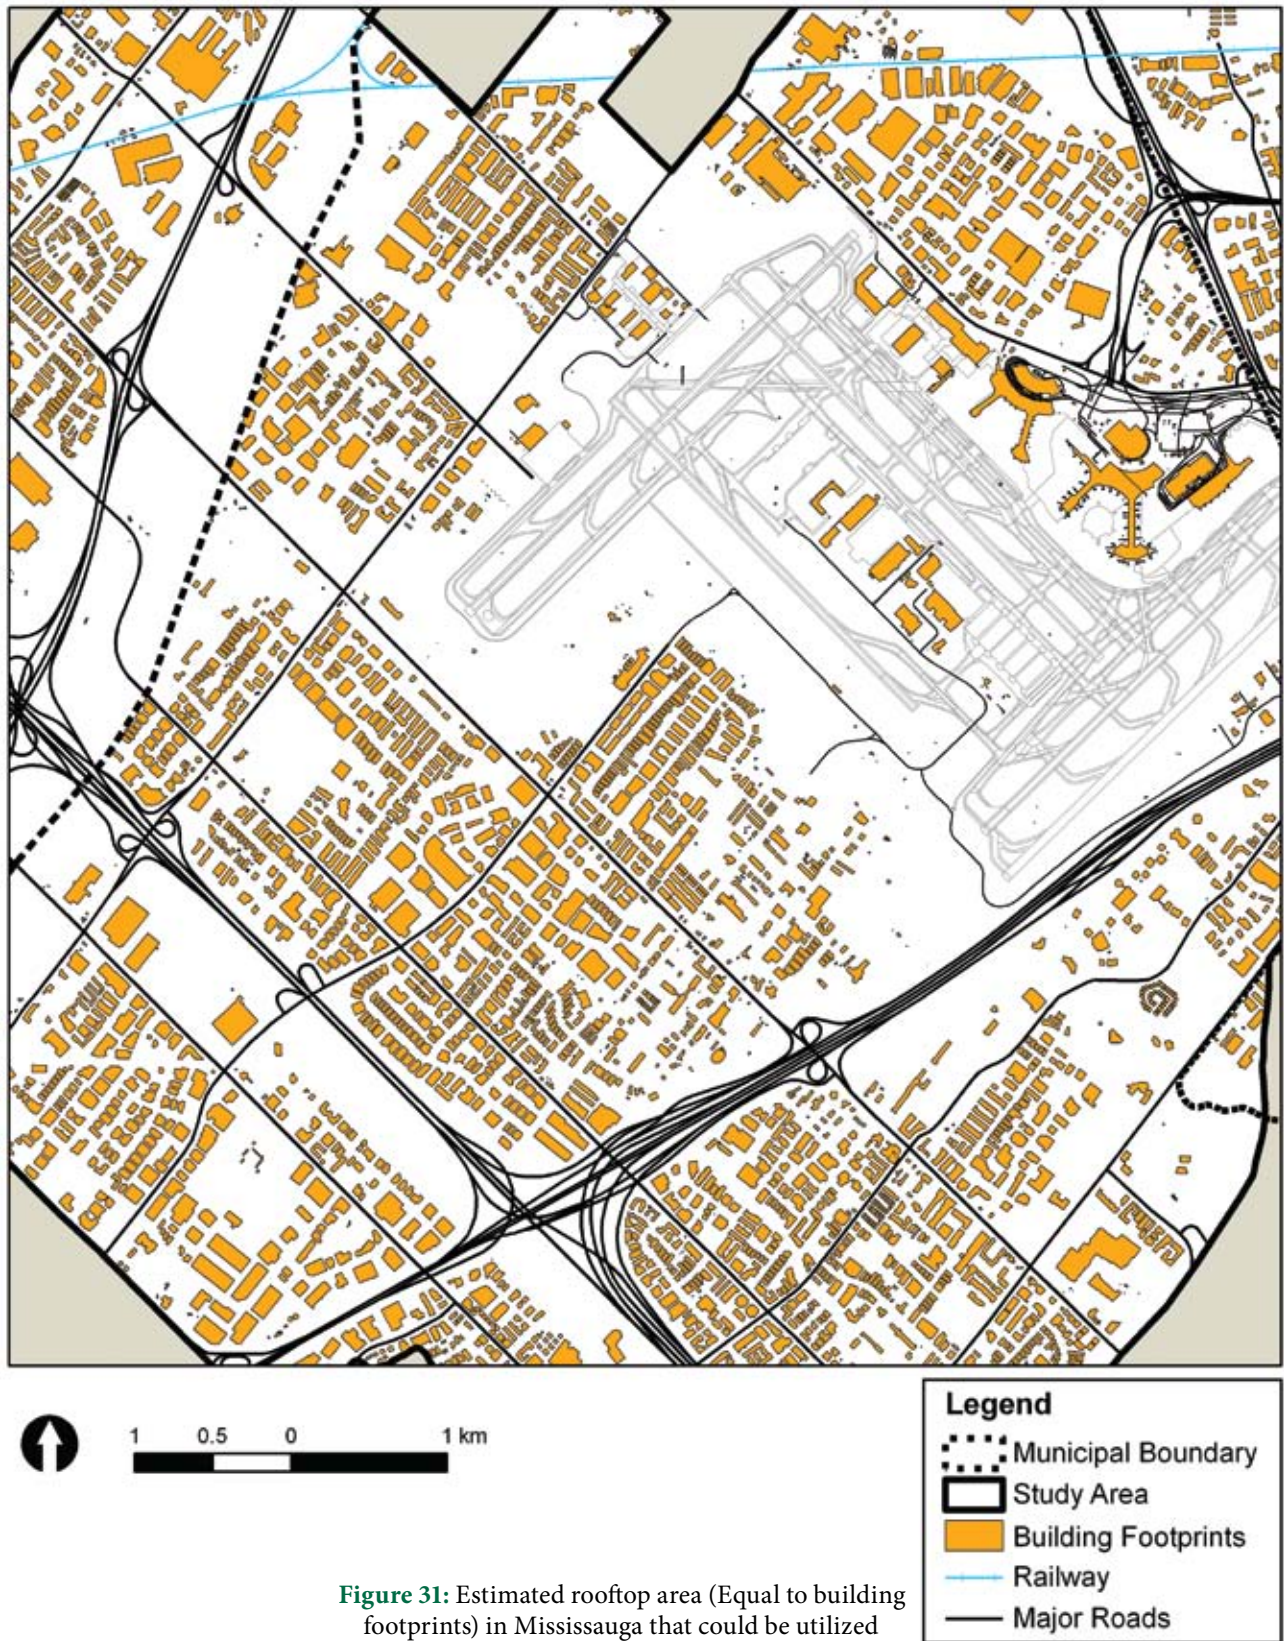 1 0.5 0 1 km
Legend
Municipal Boundary
Study Area
Building Footprints
Railway
Major Roads
Figure 31: Estimated rooftop area (Equal to building
footprints) in Mississauga that could be utilized